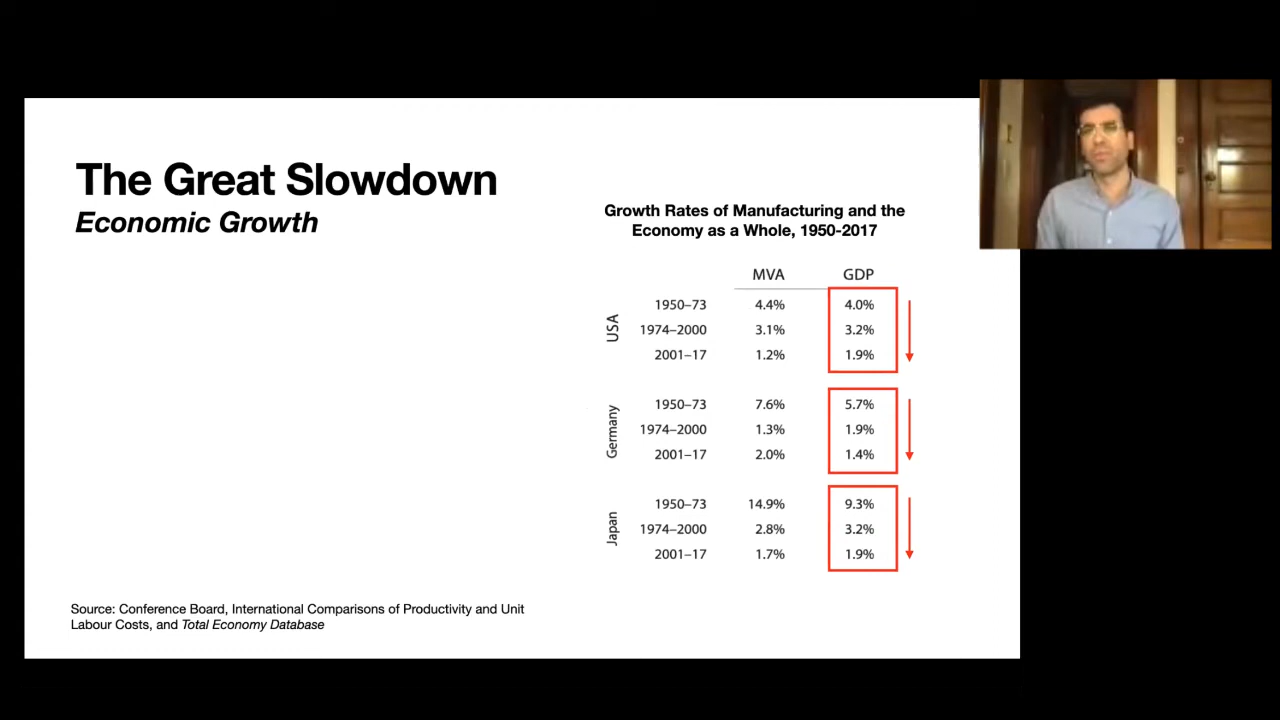 The Great Slowdown
Economic Growth
Growth Rates of Manufacturing and the
Economy as a Whole, 1950-2017
MVA GDP
USA
1950–73 4.4% 4.0%
1974–2000 3.1% 3.2%
2001–17 1.2% 1.9%
Germany
1950–73 7.6% 5.7%
1974–2000 1.3% 1.9%
2001–17 2.0% 1.4%
Japan
1950–73 14.9% 9.3%
1974–2000 2.8% 3.2%
2001–17 1.7% 1.9%
Source: Conference Board, International Comparisons of Productivity and Unit
Labour Costs, and Total Economy Database